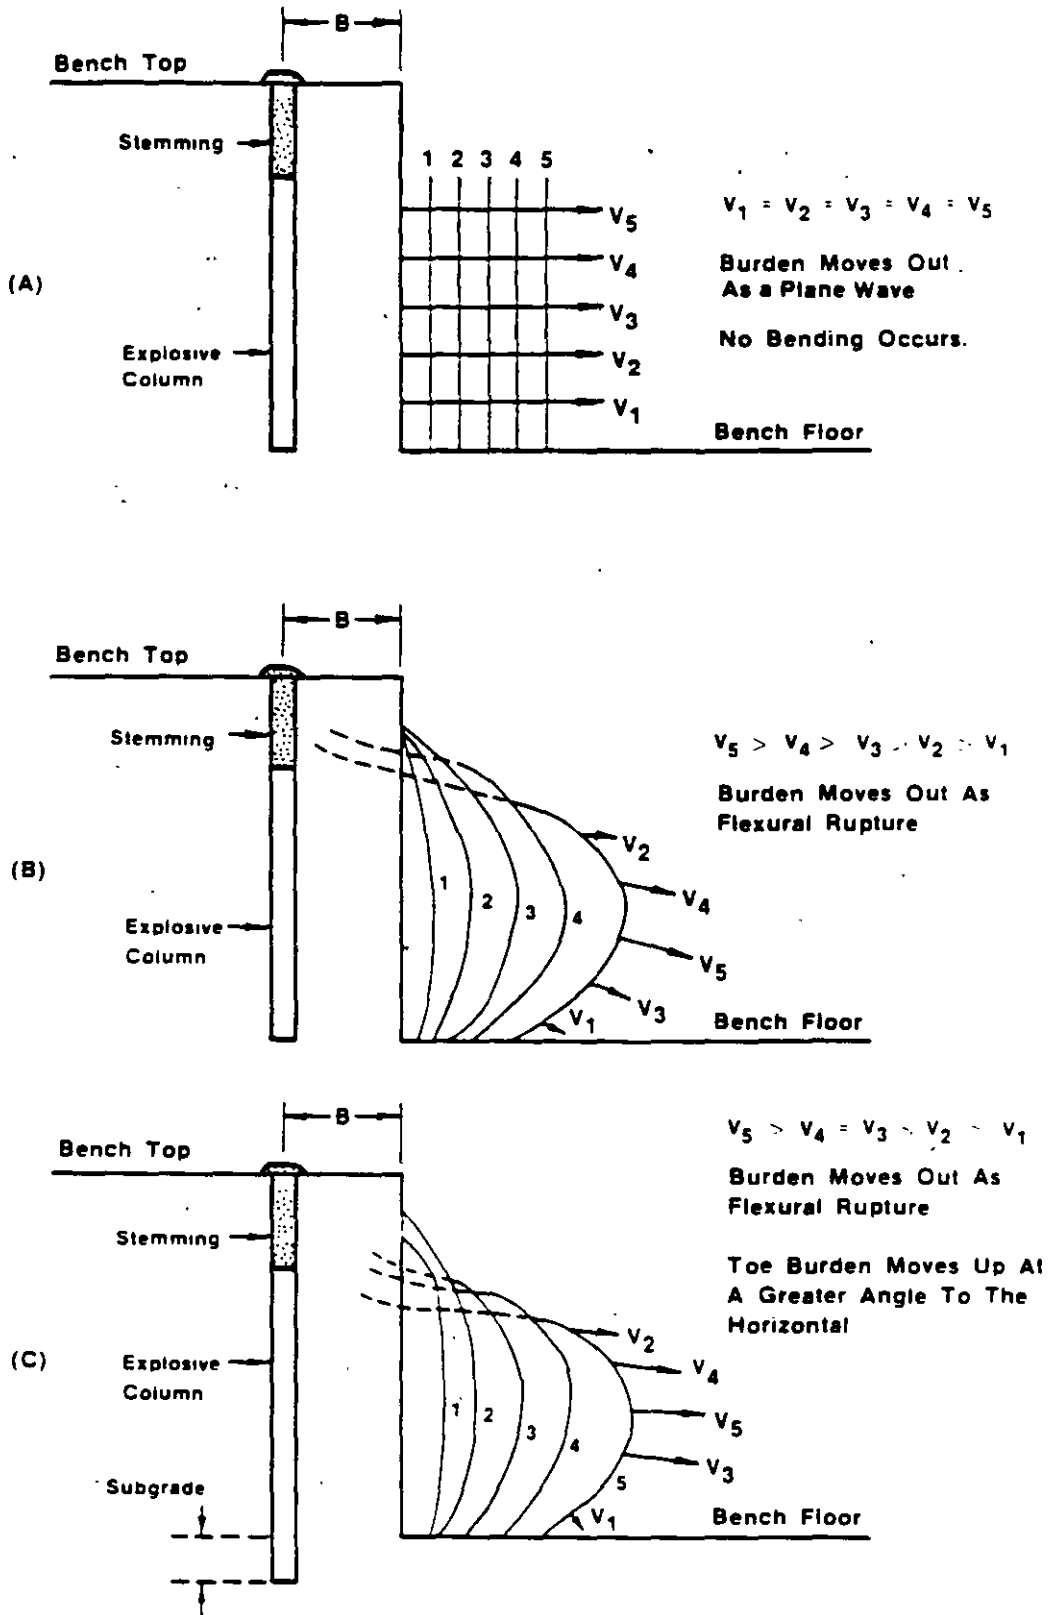 B
Bench Top
Stemming
1 2 3 4 5
V5
V1 = V2 = V3 = V4 = V5
V4
Burden Moves Out
As a Plane Wave
(A)
V3
No Bending Occurs.
Explosive
Column
V2
V1
Bench Floor
B
Bench Top
Stemming
V5 > V4 > V3 V2 V1
Burden Moves Out As
Flexural Rupture
V2
(B)
1
2
3
4
V4
Explosive
Column
V5
V3
V1
Bench Floor
B
Bench Top
V5 > V4 = V3 V2 V1
Burden Moves Out As
Flexural Rupture
Stemming
Toe Burden Moves Up At
A Greater Angle To The
Horizontal
V2
(C)
Explosive
Column
V4
1
2
3
4
5
V5
V3
Subgrade
V1
Bench Floor